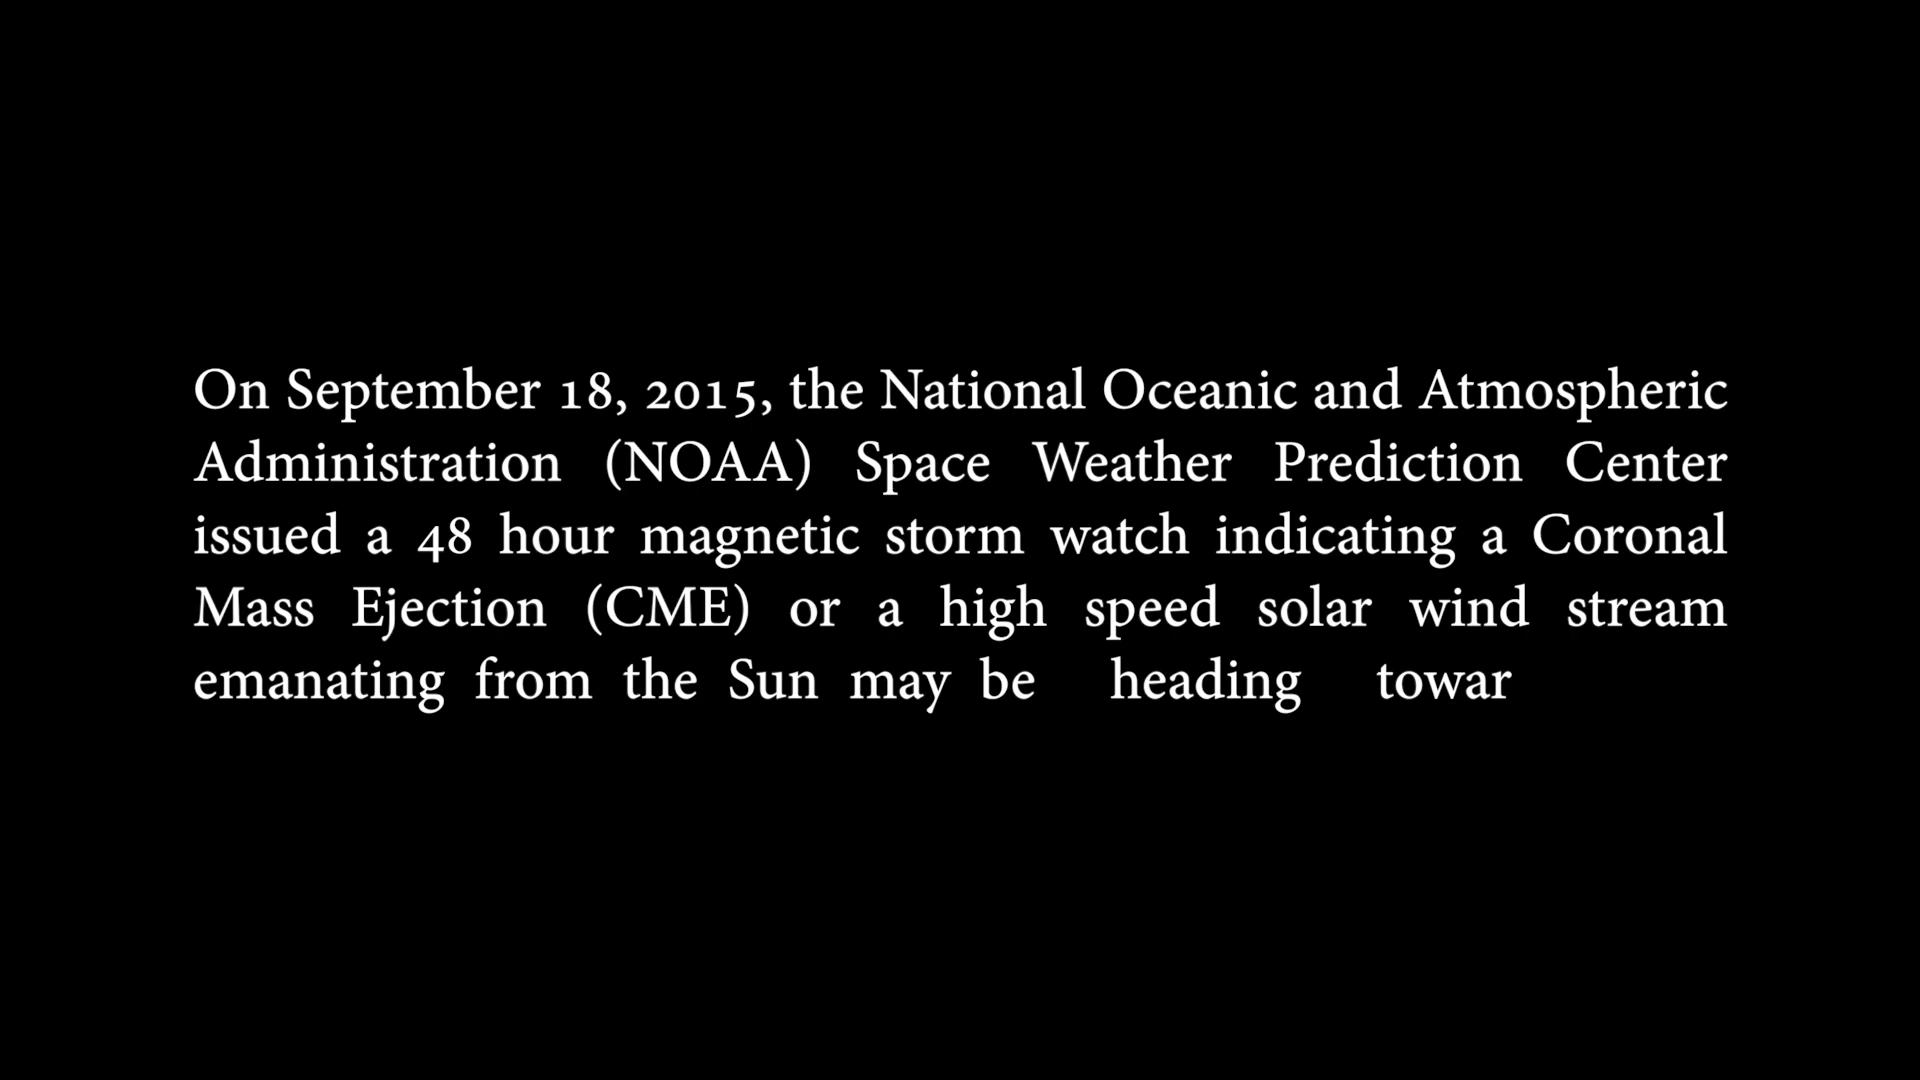 On September 18, 2015, the National Oceanic and Atmospheric
Administration (NOAA) Space Weather Prediction Center
issued a 48 hour magnetic storm watch indicating a Coronal
Mass Ejection (CME) or a high speed solar wind stream
emanating from the Sun may be heading towar